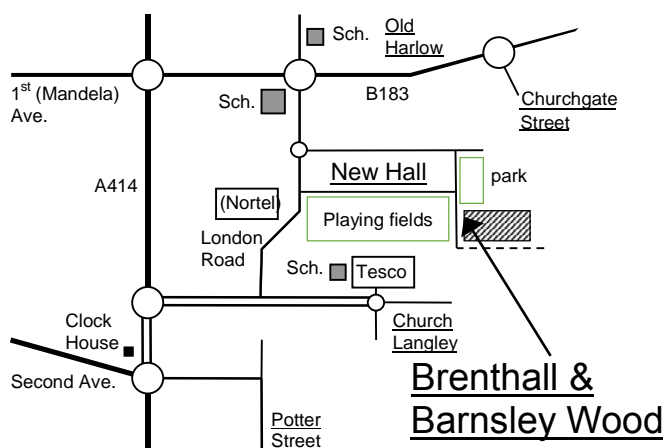 Sch.
Old
Harlow
1st (Mandela)
Ave.
Sch.
B183
Churchgate
Street
A414
New Hall
park
(Nortel)
Playing fields
London
Road
Sch.
Tesco
Clock
House
Church
Langley
Second Ave.
Brenthall &
Barnsley Wood
Potter
Street